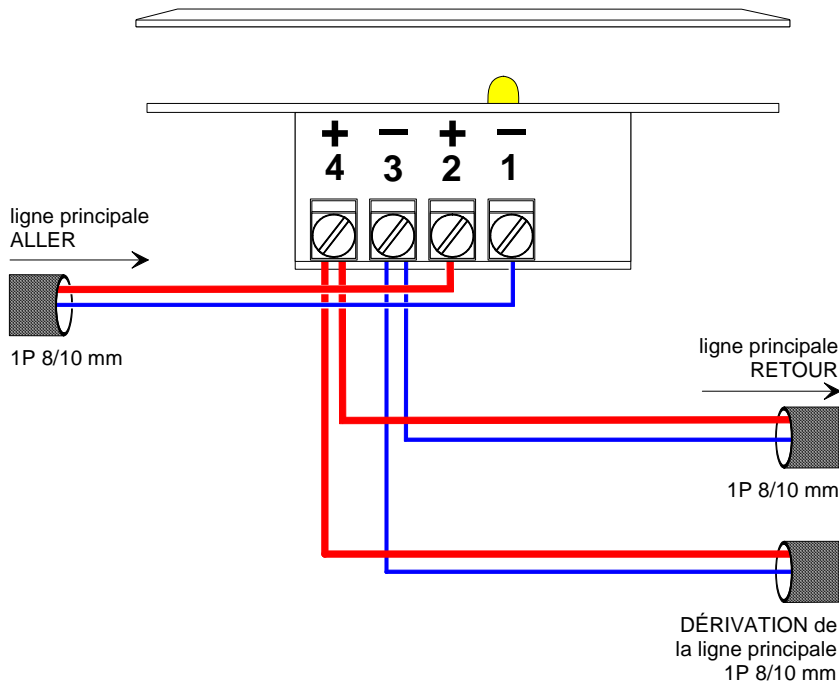 + − + −
4 3 2 1
ligne principale
ALLER
1P 8/10 mm
ligne principale
RETOUR
1P 8/10 mm
DÉRIVATION de
la ligne principale
1P 8/10 mm